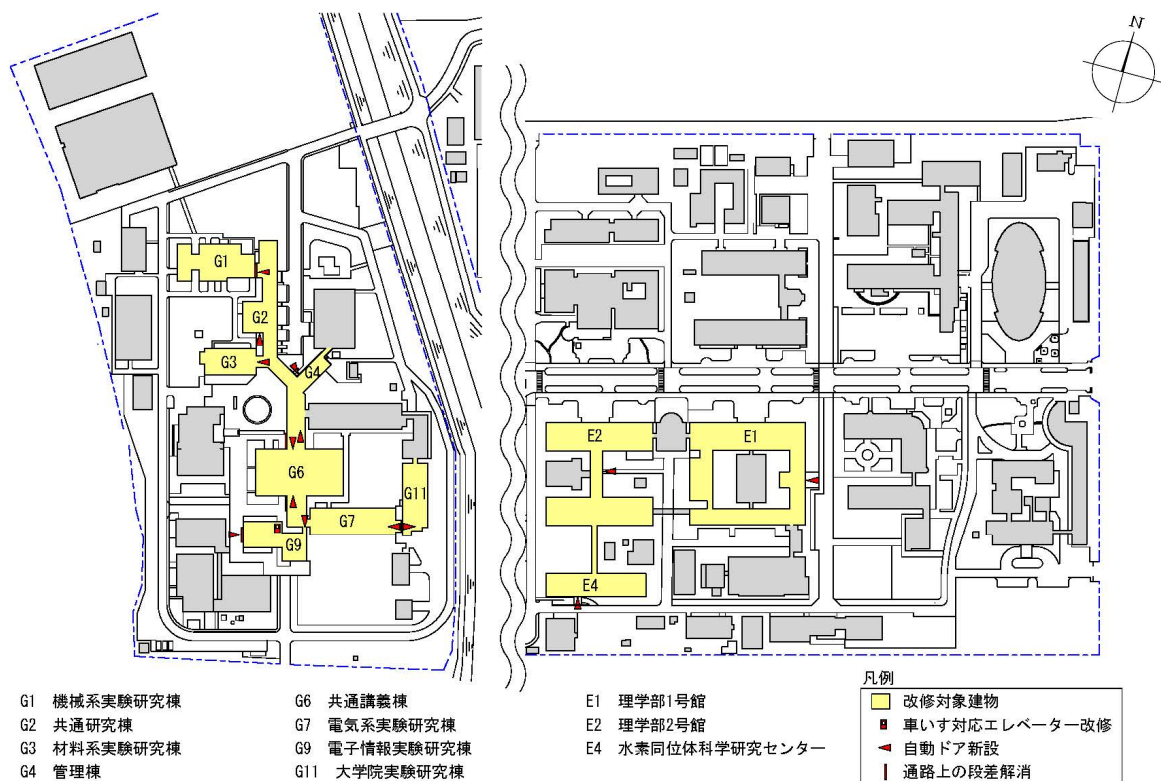 N
G1
G2
G3
G4
G6
G11
G7
G9
E2
E1
E4
G1 機械系実験研究棟
G2 共通研究棟
G3 材料系実験研究棟
G4 管理棟
G6 共通講義棟
G7 電気系実験研究棟
G9 電子情報実験研究棟
G11 大学院実験研究棟
E1 理学部1号館
E2 理学部2号館
E4 水素同位体科学研究センター
凡例
改修対象建物
車いす対応エレベーター改修
自動ドア新設
通路上の段差解消